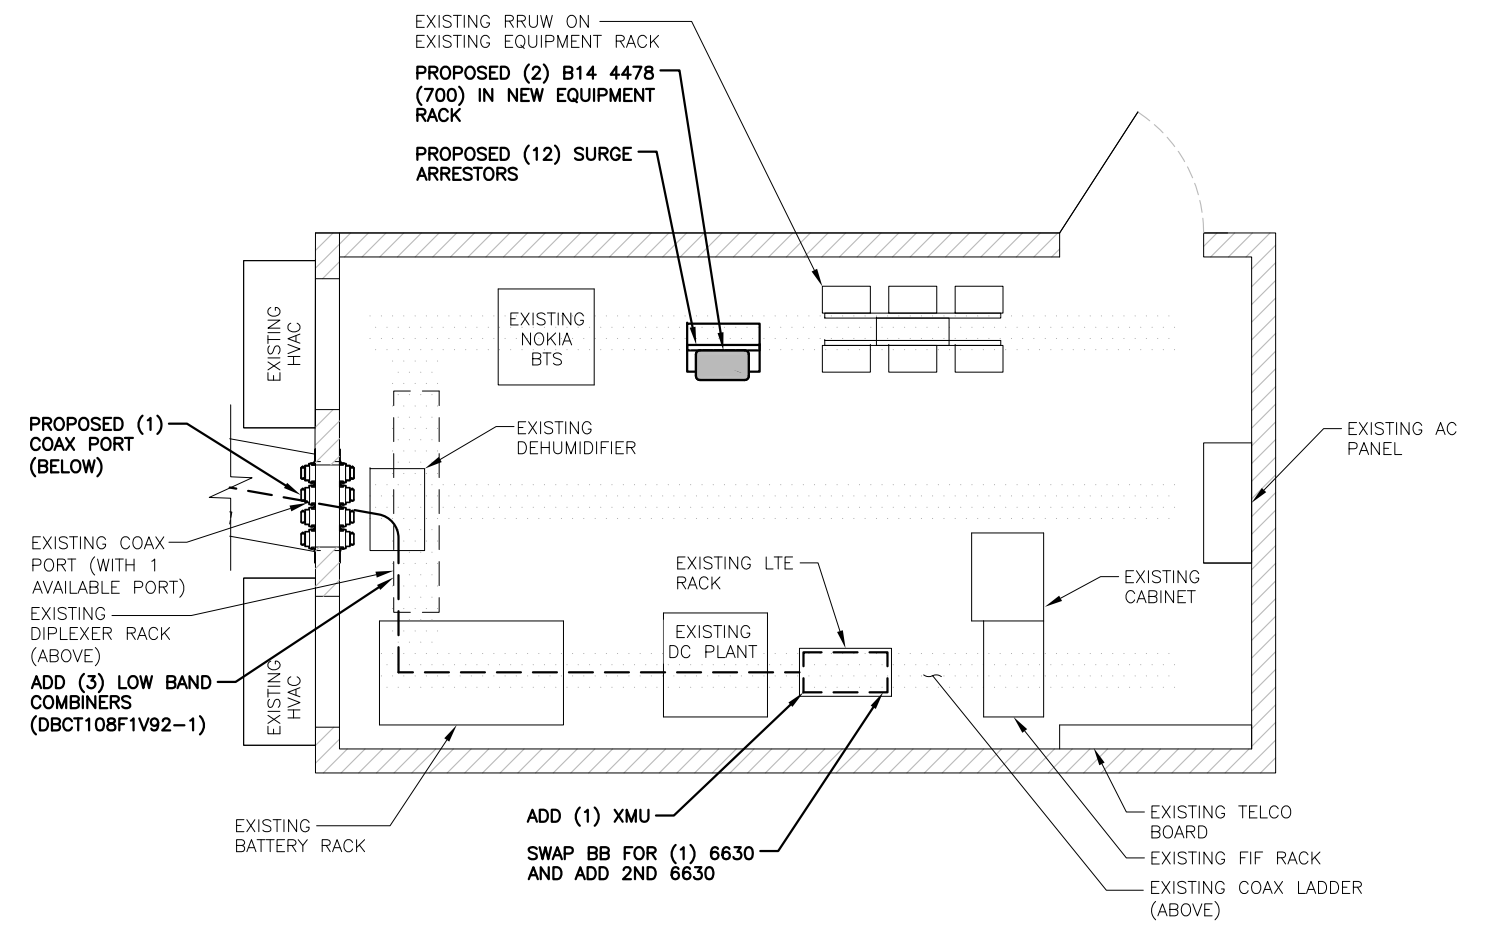 EXISTING RRUW ON
EXISTING EQUIPMENT RACK
PROPOSED (2) B14 4478
(700) IN NEW EQUIPMENT
RACK
PROPOSED (12) SURGE
ARRESTORS
EXISTING
HVAC
EXISTING
NOKIA
BTS
PROPOSED (1)
COAX PORT
(BELOW)
EXISTING
DEHUMIDIFIER
EXISTING AC
PANEL
EXISTING COAX
PORT (WITH 1
AVAILABLE PORT)
EXISTING
DIPLEXER RACK
(ABOVE)
ADD (3) LOW BAND
COMBINERS
(DBCT108F1V92-1)
EXISTING
HVAC
EXISTING LTE
RACK
EXISTING
DC PLANT
EXISTING
CABINET
EXISTING
BATTERY RACK
ADD (1) XMU
SWAP BB FOR (1) 6630
AND ADD 2ND 6630
EXISTING TELCO
BOARD
EXISTING FIF RACK
EXISTING COAX LADDER
(ABOVE)